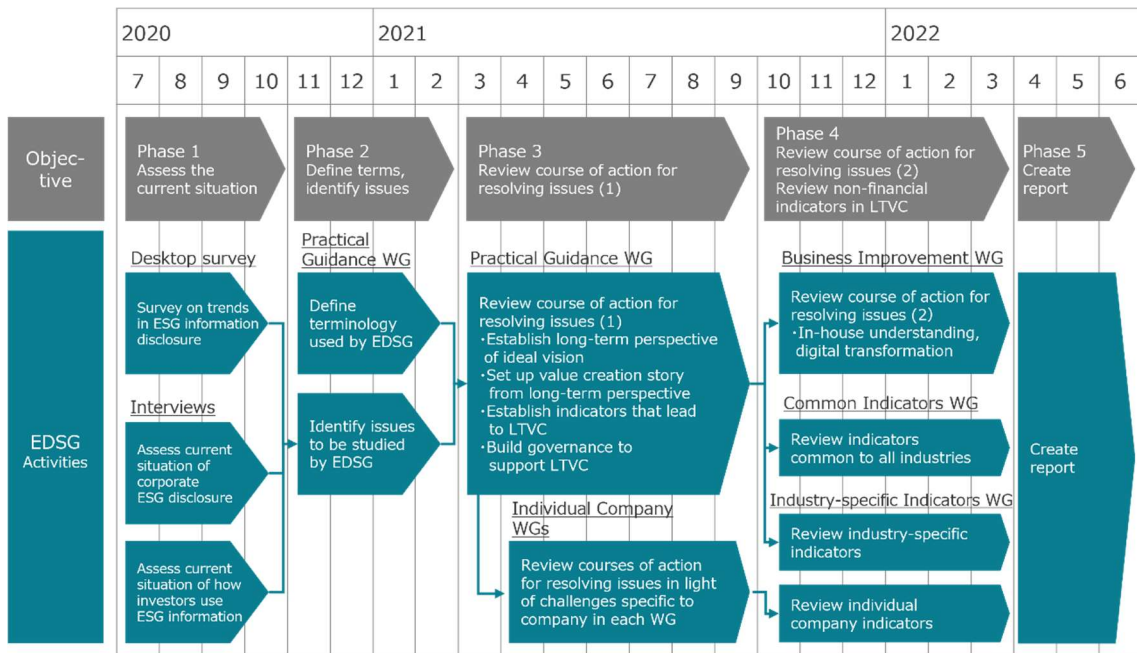 2020
2021
2022
7 8 9 10 11 12 1 2 3 4 5 6 7 8 9 10 11 12 1 2 3 4 5 6
Objec-
tive
Phase 1
Assess the
current situation
Phase 2
Define terms,
identify issues
Phase 3
Review course of action for
resolving issues (1)
Phase 4
Review course of action for
resolving issues (2)
Review non-financial
indicators in LTVC
Phase 5
Create
report
EDSG
Activities
Desktop survey
Survey on trends
in ESG information
disclosure
Interviews
Assess current
situation of
corporate
ESG disclosure
Assess current
situation of how
investors use
ESG information
Practical
Guidance WG
Define
terminology
used by EDSG
Identify issues
to be studied
by EDSG
Practical Guidance WG
Review course of action for
resolving issues (1)
・Establish long-term perspective
of ideal vision
・Set up value creation story
from long-term perspective
・Establish indicators that lead
to LTVC
・Build governance to
support LTVC
Individual Company
WGs
Review courses of action
for resolving issues in light
of challenges specific to
company in each WG
Business Improvement WG
Review course of action for
resolving issues (2)
・In-house understanding,
digital transformation
Common Indicators WG
Review indicators
common to all industries
Industry-specific Indicators WG
Review industry-specific
indicators
Review individual
company indicators
Create
report